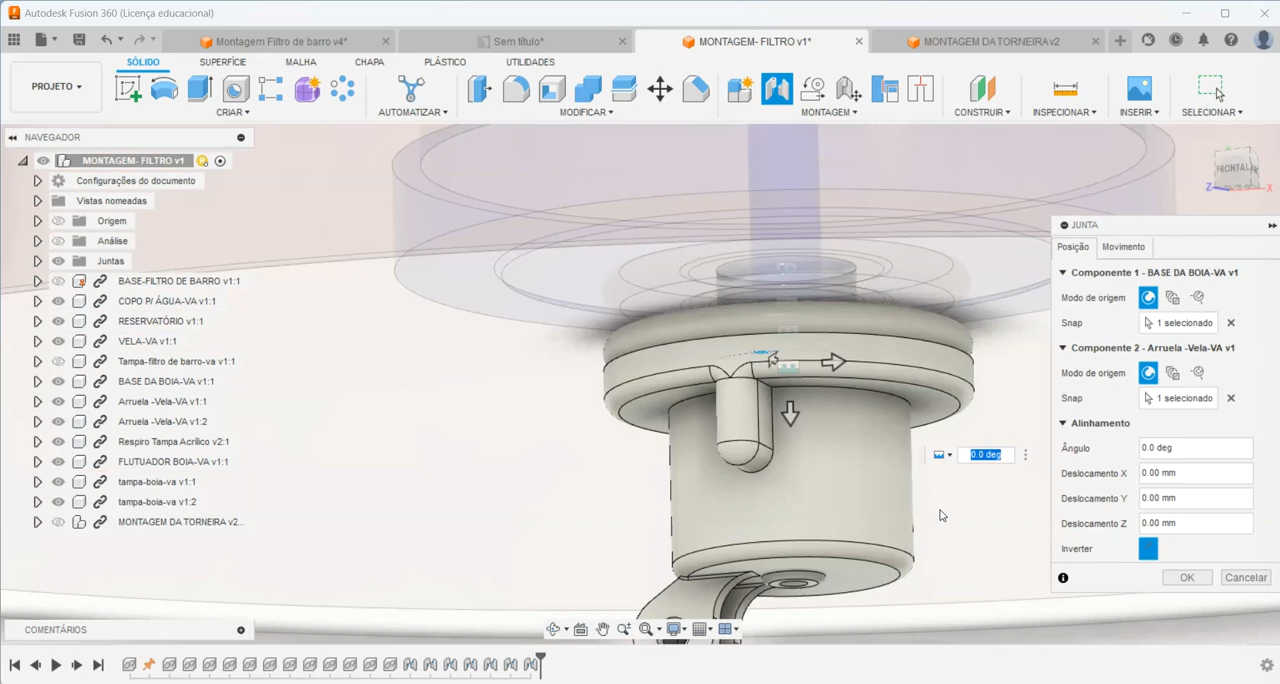 Autodesk Fusion 360 (Licença educacional)
Montagem Filtro de barro v4*
Sem título*
MONTAGEM- FILTRO v1*
MONTAGEM DA TORNEIRA v2
PROJETO
SÓLIDO
SUPERFÍCIE
MALHA
CHAPA
PLÁSTICO
UTILIDADES
CRIAR
AUTOMATIZAR
MODIFICAR
MONTAGEM
CONSTRUIR
INSPECIONAR
INSERIR
SELECIONAR
NAVEGADOR
MONTAGEM- FILTRO v1
Configurações do documento
Vistas nomeadas
Origem
Análise
Juntas
BASE-FILTRO DE BARRO v1:1
COPO P/ ÁGUA-VA v1:1
RESERVATÓRIO v1:1
VELA-VA v1:1
Tampa-filtro de barro-va v1:1
BASE DA BOIA-VA v1:1
Arruela -Vela-VA v1:1
Arruela -Vela-VA v1:2
Respiro Tampa Acrílico v2:1
FLUTUADOR BOIA-VA v1:1
tampa-boia-va v1:1
tampa-boia-va v1:2
MONTAGEM DA TORNEIRA v2...
FRONTAL
Z
X
0.0 deg
JUNTA
Posição
Movimento
Componente 1 - BASE DA BOIA-VA v1
Modo de origem
Snap
1 selecionado
Componente 2 - Arruela -Vela-VA v1
Modo de origem
Snap
1 selecionado
Alinhamento
Ângulo
0.0 deg
Deslocamento X
0.00 mm
Deslocamento Y
0.00 mm
Deslocamento Z
0.00 mm
Inverter
OK
Cancelar
COMENTÁRIOS